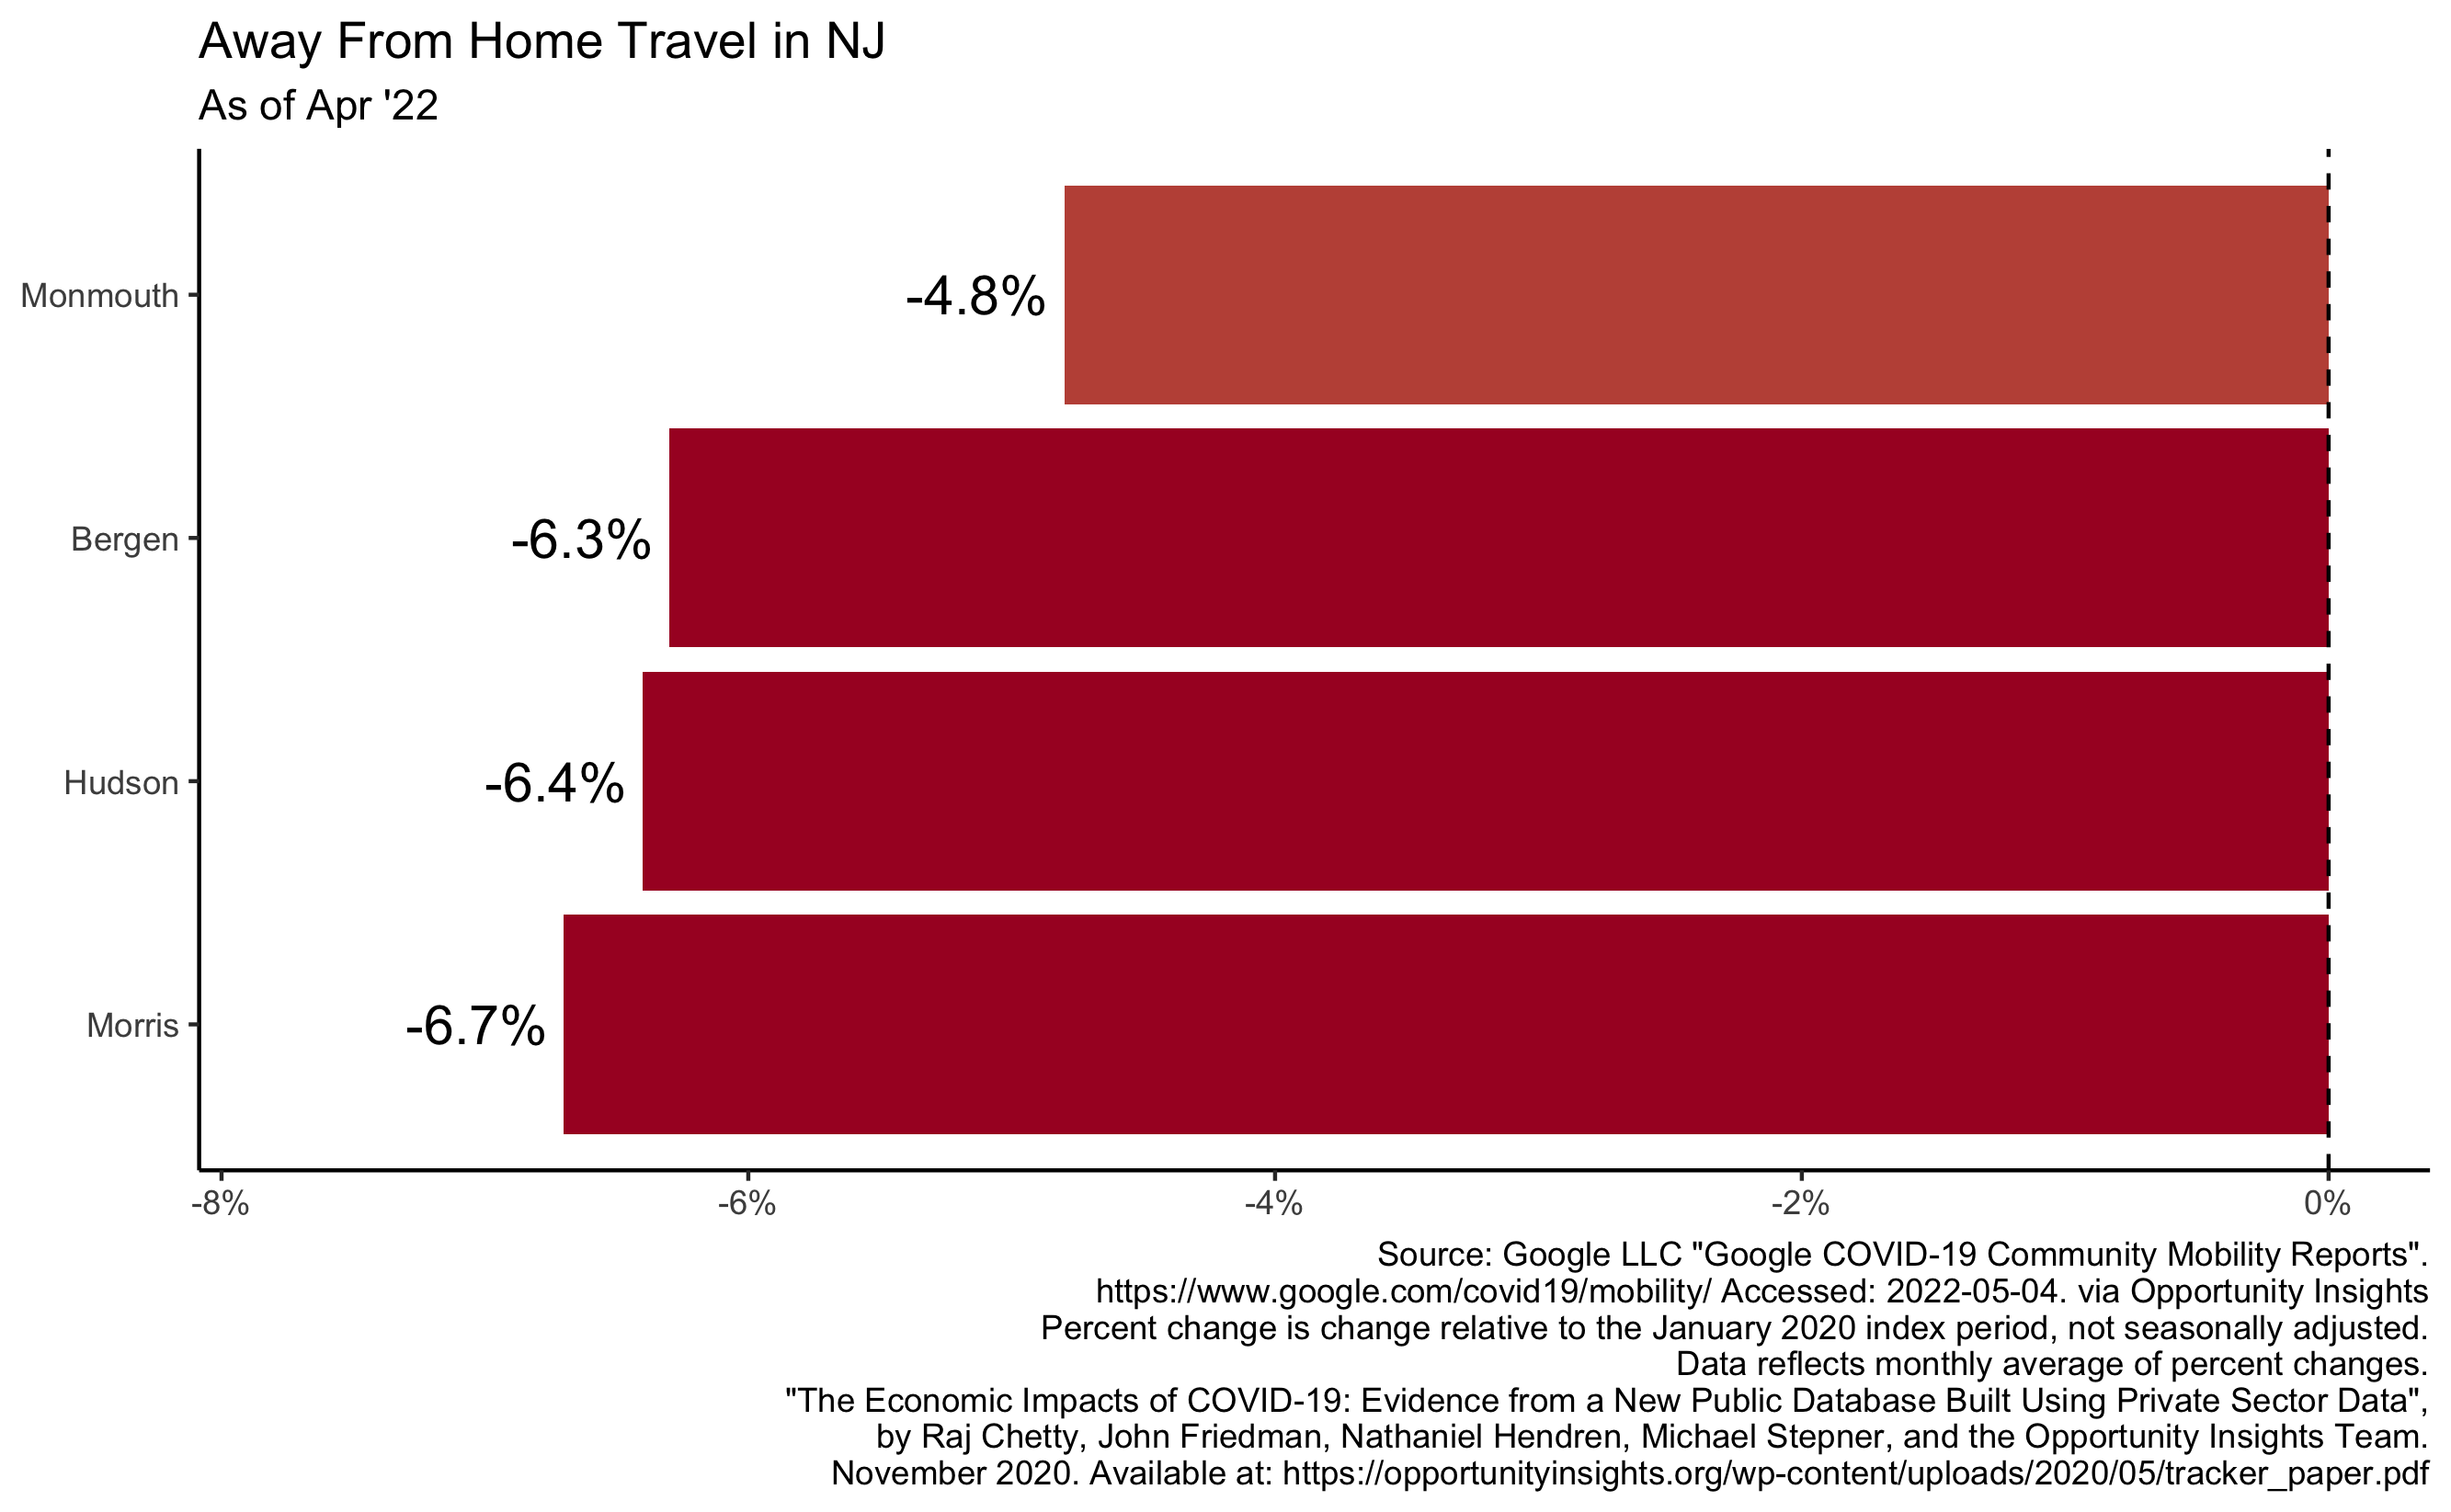 Away From Home Travel in NJ
As of Apr '22
Monmouth
-4.8%
Bergen
-6.3%
Hudson
-6.4%
Morris
-6.7%
-8%
-6%
-4%
-2%
0%
Source: Google LLC "Google COVID-19 Community Mobility Reports".
https://www.google.com/covid19/mobility/ Accessed: 2022-05-04. via Opportunity Insights
Percent change is change relative to the January 2020 index period, not seasonally adjusted.
Data reflects monthly average of percent changes.
"The Economic Impacts of COVID-19: Evidence from a New Public Database Built Using Private Sector Data",
by Raj Chetty, John Friedman, Nathaniel Hendren, Michael Stepner, and the Opportunity Insights Team.
November 2020. Available at: https://opportunityinsights.org/wp-content/uploads/2020/05/tracker_paper.pdf